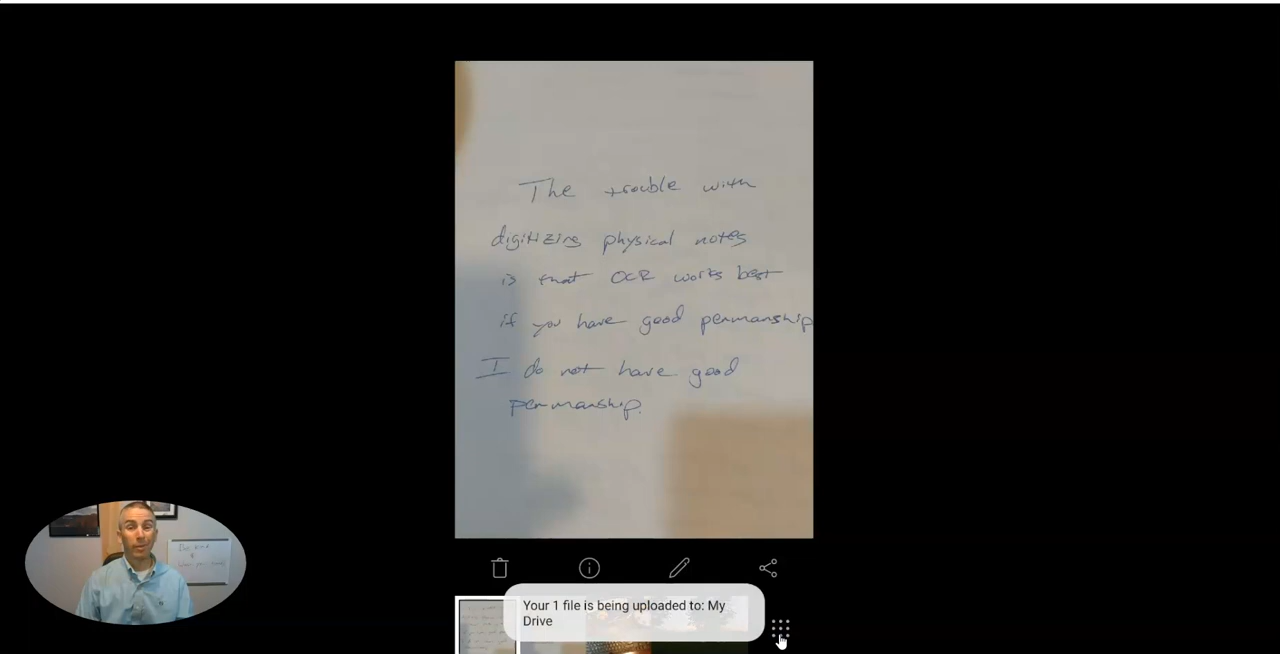 The trouble with
digitizing physical notes
is that OCR works best
if you have good penmanship
I do not have good
penmanship.
Your 1 file is being uploaded to: My
Drive